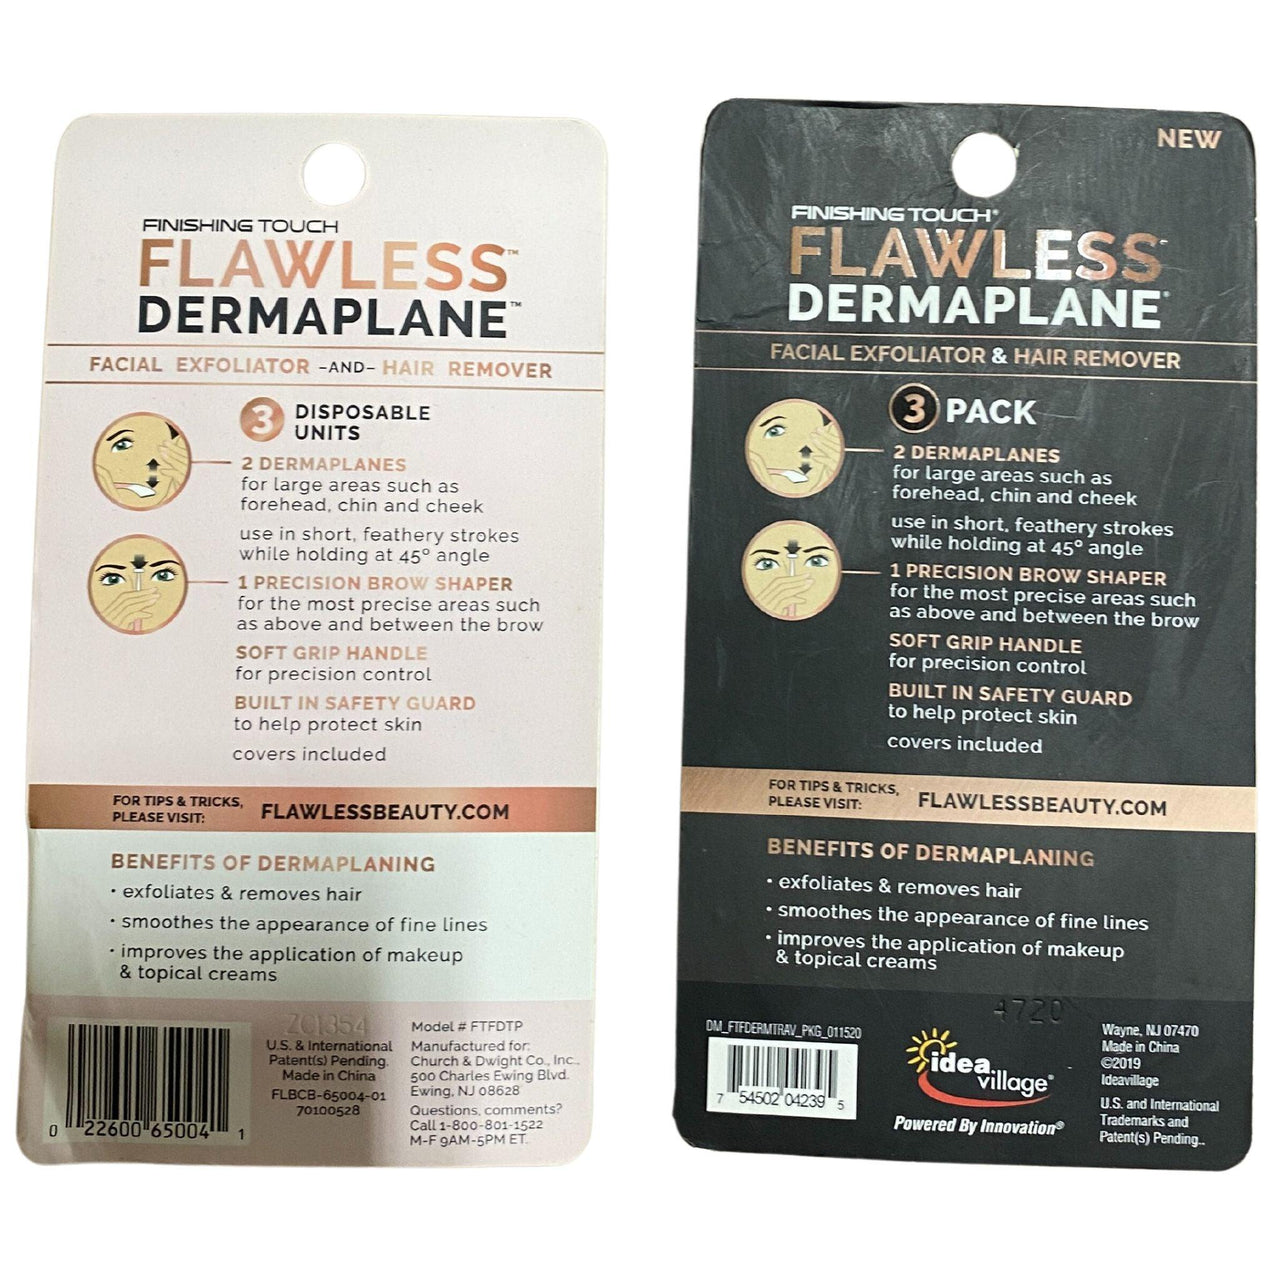 FINISHING TOUCH
FLAWLESS™
DERMAPLANE™
FACIAL EXFOLIATOR -AND- HAIR REMOVER
3 DISPOSABLE
UNITS
2 DERMAPLANES
for large areas such as
forehead, chin and cheek
use in short, feathery strokes
while holding at 45° angle
1 PRECISION BROW SHAPER
for the most precise areas such
as above and between the brow
SOFT GRIP HANDLE
for precision control
BUILT IN SAFETY GUARD
to help protect skin
covers included
FOR TIPS & TRICKS,
PLEASE VISIT:
FLAWLESSBEAUTY.COM
BENEFITS OF DERMAPLANING
• exfoliates & removes hair
• smoothes the appearance of fine lines
• improves the application of makeup
& topical creams
0 22600 65004 1
ZC1354
U.S. & International
Patent(s) Pending.
Made in China
FLBCB-65004-01
70100528
Model # FTFDTP
Manufactured for:
Church & Dwight Co., Inc.,
500 Charles Ewing Blvd.
Ewing, NJ 08628
Questions, comments?
Call 1-800-801-1522
M-F 9AM-5PM ET.
NEW
FINISHING TOUCH®
FLAWLESS™
DERMAPLANE®
FACIAL EXFOLIATOR & HAIR REMOVER
3 PACK
2 DERMAPLANES
for large areas such as
forehead, chin and cheek
use in short, feathery strokes
while holding at 45° angle
1 PRECISION BROW SHAPER
for the most precise areas such
as above and between the brow
SOFT GRIP HANDLE
for precision control
BUILT IN SAFETY GUARD
to help protect skin
covers included
FOR TIPS & TRICKS,
PLEASE VISIT:
FLAWLESSBEAUTY.COM
BENEFITS OF DERMAPLANING
• exfoliates & removes hair
• smoothes the appearance of fine lines
• improves the application of makeup
& topical creams
4720
DM_FTFDERMTRAV_PKG_011520
7 54502 04239 5
idea
village®
Powered By Innovation®
Wayne, NJ 07470
Made in China
©2019
Ideavillage
U.S. and International
Trademarks and
Patent(s) Pending..